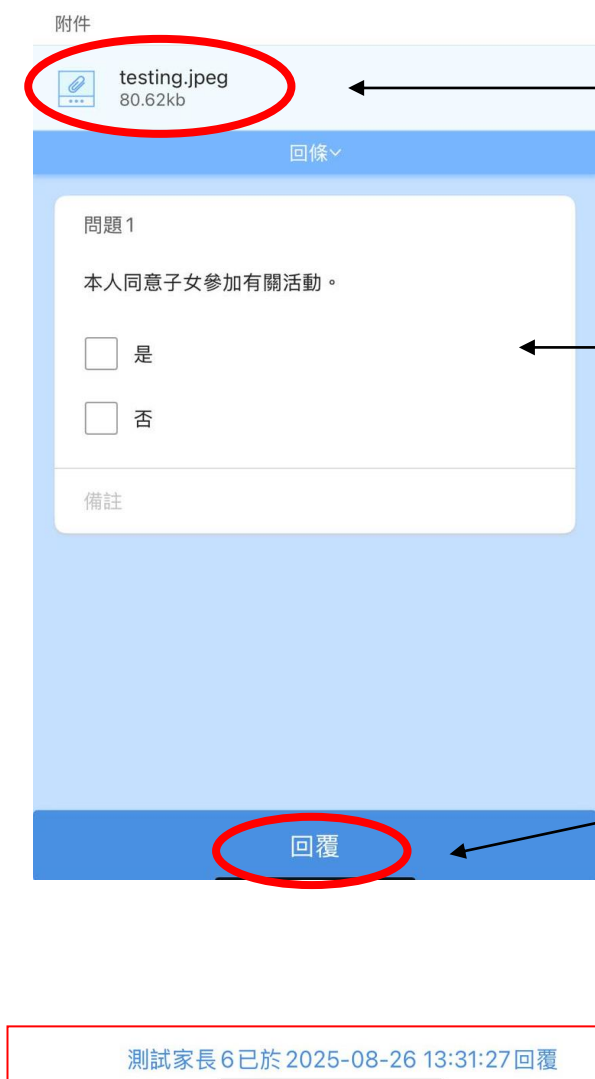 附件
testing.jpeg
80.62kb
回條
問題1
本人同意子女參加有關活動。
是
否
備註
回覆
測試家長6已於2025-08-26 13:31:27回覆